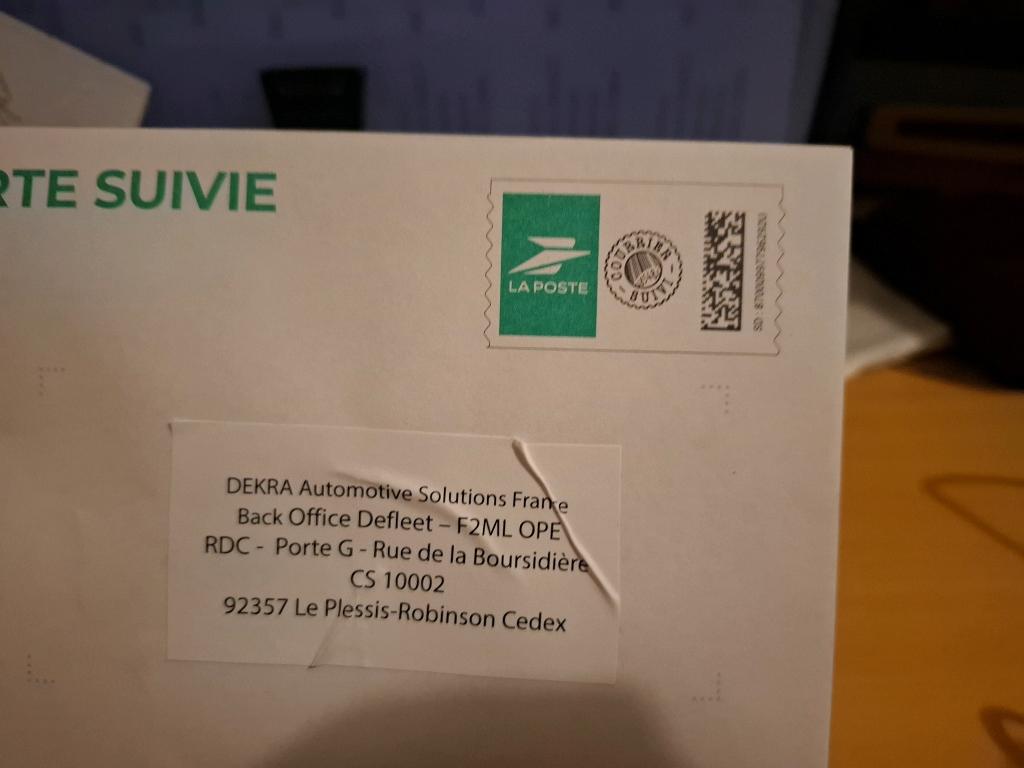 RTE SUIVIE
LA POSTE
COURRIER
SUIVI
DEKRA Automotive Solutions France
Back Office Defleet – F2ML OPE
RDC - Porte G - Rue de la Boursidière
CS 10002
92357 Le Plessis-Robinson Cedex